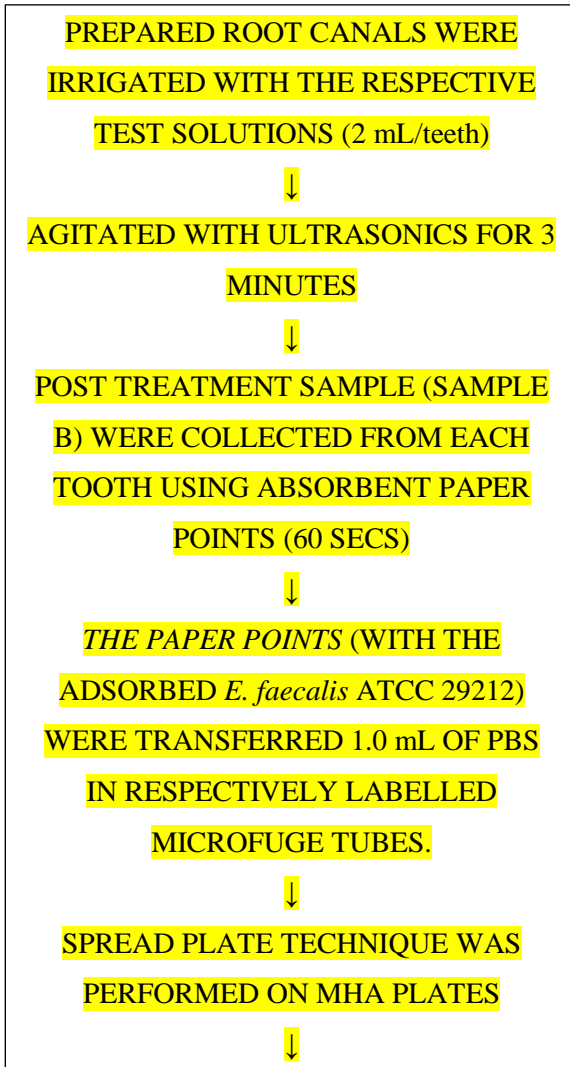 PREPARED ROOT CANALS WERE
IRRIGATED WITH THE RESPECTIVE
TEST SOLUTIONS (2 mL/teeth)
↓
AGITATED WITH ULTRASONICS FOR 3
MINUTES
↓
POST TREATMENT SAMPLE (SAMPLE
B) WERE COLLECTED FROM EACH
TOOTH USING ABSORBENT PAPER
POINTS (60 SECS)
↓
THE PAPER POINTS (WITH THE
ADSORBED E. faecalis ATCC 29212)
WERE TRANSFERRED 1.0 mL OF PBS
IN RESPECTIVELY LABELLED
MICROFUGE TUBES.
↓
SPREAD PLATE TECHNIQUE WAS
PERFORMED ON MHA PLATES
↓